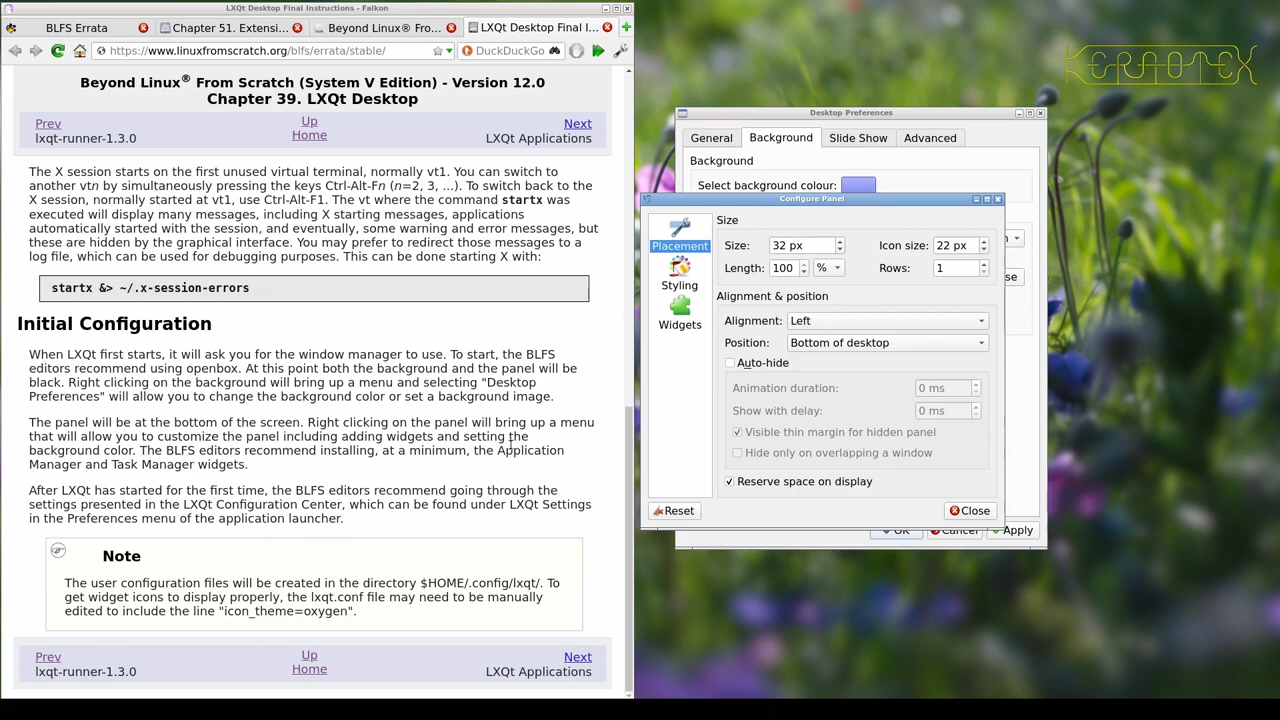 LXQt Desktop Final Instructions - Falkon
BLFS Errata
Chapter 51. Extensi...
Beyond Linux® Fro...
LXQt Desktop Final I...
https://www.linuxfromscratch.org/blfs/errata/stable/
DuckDuckGo
Beyond Linux® From Scratch (System V Edition) - Version 12.0
Chapter 39. LXQt Desktop
Prev
Up
Next
lxqt-runner-1.3.0
Home
LXQt Applications
The X session starts on the first unused virtual terminal, normally vt1. You can switch to
another vtn by simultaneously pressing the keys Ctrl-Alt-Fn (n=2, 3, ...). To switch back to the
X session, normally started at vt1, use Ctrl-Alt-F1. The vt where the command startx was
executed will display many messages, including X starting messages, applications
automatically started with the session, and eventually, some warning and error messages, but
these are hidden by the graphical interface. You may prefer to redirect those messages to a
log file, which can be used for debugging purposes. This can be done starting X with:
startx &> ~/.x-session-errors
Initial Configuration
When LXQt first starts, it will ask you for the window manager to use. To start, the BLFS
editors recommend using openbox. At this point both the background and the panel will be
black. Right clicking on the background will bring up a menu and selecting "Desktop
Preferences" will allow you to change the background color or set a background image.
The panel will be at the bottom of the screen. Right clicking on the panel will bring up a menu
that will allow you to customize the panel including adding widgets and setting the
background color. The BLFS editors recommend installing, at a minimum, the Application
Manager and Task Manager widgets.
After LXQt has started for the first time, the BLFS editors recommend going through the
settings presented in the LXQt Configuration Center, which can be found under LXQt Settings
in the Preferences menu of the application launcher.
Note
The user configuration files will be created in the directory $HOME/.config/lxqt/. To
get widget icons to display properly, the lxqt.conf file may need to be manually
edited to include the line "icon_theme=oxygen".
Prev
Up
Next
lxqt-runner-1.3.0
Home
LXQt Applications
KERAOTEX
Desktop Preferences
General
Background
Slide Show
Advanced
Background
Select background colour:
Configure Panel
Placement
Styling
Widgets
Size
Size: 32 px
Icon size: 22 px
Length: 100 %
Rows: 1
Alignment & position
Alignment: Left
Position: Bottom of desktop
Auto-hide
Animation duration: 0 ms
Show with delay: 0 ms
Visible thin margin for hidden panel
Hide only on overlapping a window
Reserve space on display
Reset
Close
OK
Cancel
Apply